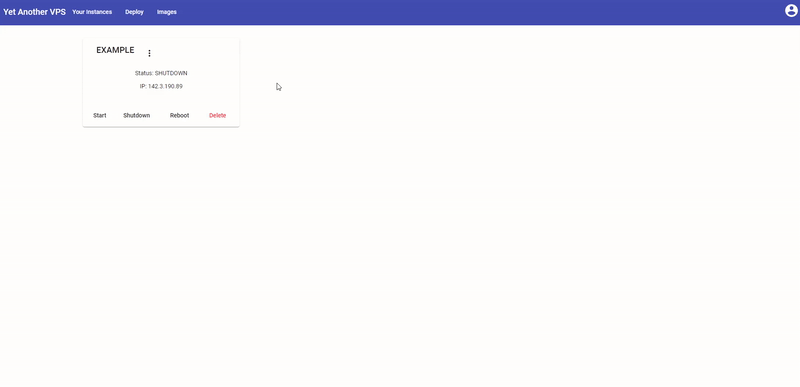 Yet Another VPS Your Instances Deploy Images
EXAMPLE
Status: SHUTDOWN
IP: 142.3.190.89
Start Shutdown Reboot Delete